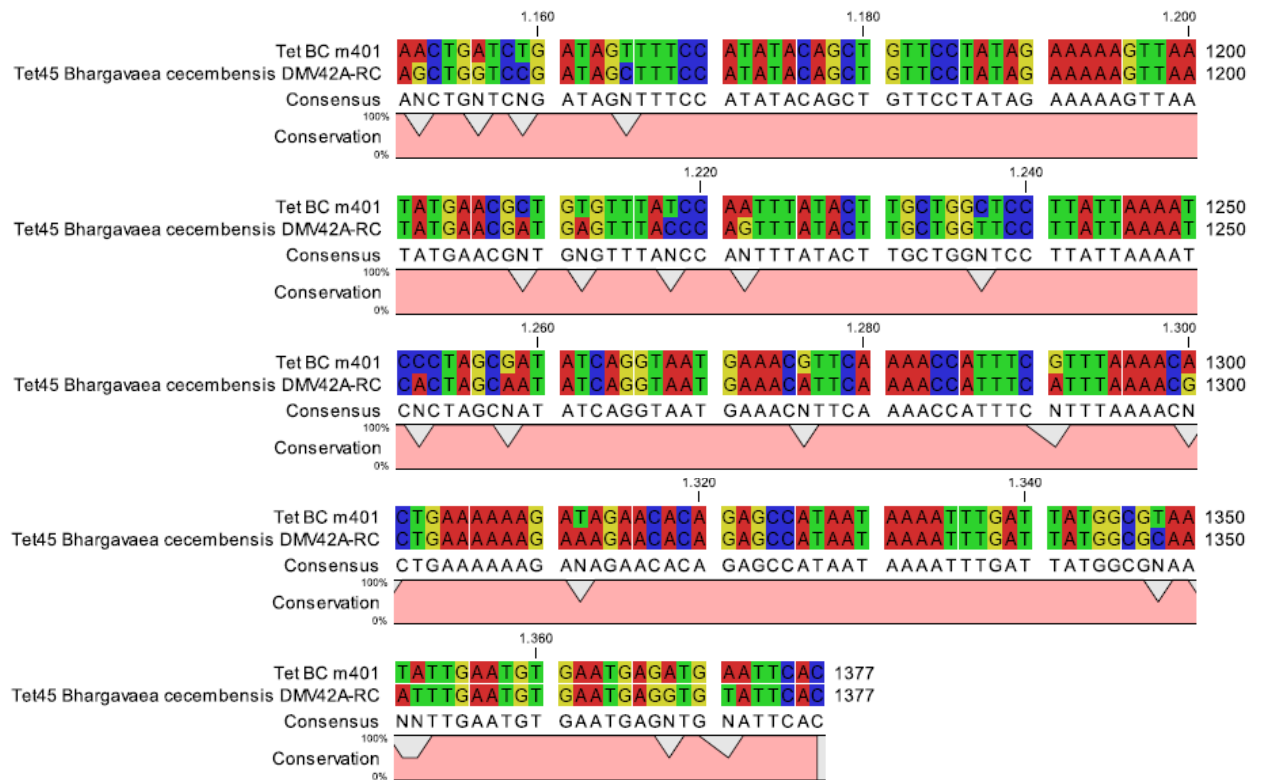 1.160 1.180 1.200
Tet BC m401 AACTGATCTG ATAGTTTTCC ATATACAGCT GTTCCTATAG AAAAAGTTAA 1200
Tet45 Bhargavaea cecembensis DMV42A-RC AGCTGGTCCG ATAGCTTTCC ATATACAGCT GTTCCTATAG AAAAAGTTAA 1200
Consensus ANCTGNTCNG ATAGNTTTCC ATATACAGCT GTTCCTATAG AAAAAGTTAA
100%
Conservation
0%
1.220 1.240
Tet BC m401 TATGAACGCT GTGTTTATCC AATTTATACT TGCTGGCTCC TTATTAAAAT 1250
Tet45 Bhargavaea cecembensis DMV42A-RC TATGAACGAT GAGTTTACCC AGTTTATACT TGCTGGTTCC TTATTAAAAT 1250
Consensus TATGAACGNT GNGTTTANCC ANTTTATACT TGCTGGNTCC TTATTAAAAT
100%
Conservation
0%
1.260 1.280 1.300
Tet BC m401 CCCTAGCGAT ATCAGGTAAT GAAACGTTCA AAACCATTTC GTTTAAAACA 1300
Tet45 Bhargavaea cecembensis DMV42A-RC CACTAGCAAT ATCAGGTAAT GAAACATTCA AAACCATTTC ATTTAAAACG 1300
Consensus CNCTAGCNAT ATCAGGTAAT GAAACNTTCA AAACCATTTC NTTTAAAACN
100%
Conservation
0%
1.320 1.340
Tet BC m401 CTGAAAAAAG ATAGAACACA GAGCCATAAT AAAATTTGAT TATGGCGTAA 1350
Tet45 Bhargavaea cecembensis DMV42A-RC CTGAAAAAAG AAAGAACACA GAGCCATAAT AAAATTTGAT TATGGCGCAA 1350
Consensus CTGAAAAAAG ANAGAACACA GAGCCATAAT AAAATTTGAT TATGGCGNAA
100%
Conservation
0%
1.360
Tet BC m401 TATTGAATGT GAATGAGATG AATTCAC 1377
Tet45 Bhargavaea cecembensis DMV42A-RC ATTTGAATGT GAATGAGGTG TATTCAC 1377
Consensus NNTTGAATGT GAATGAGNTG NATTCAC
100%
Conservation
0%